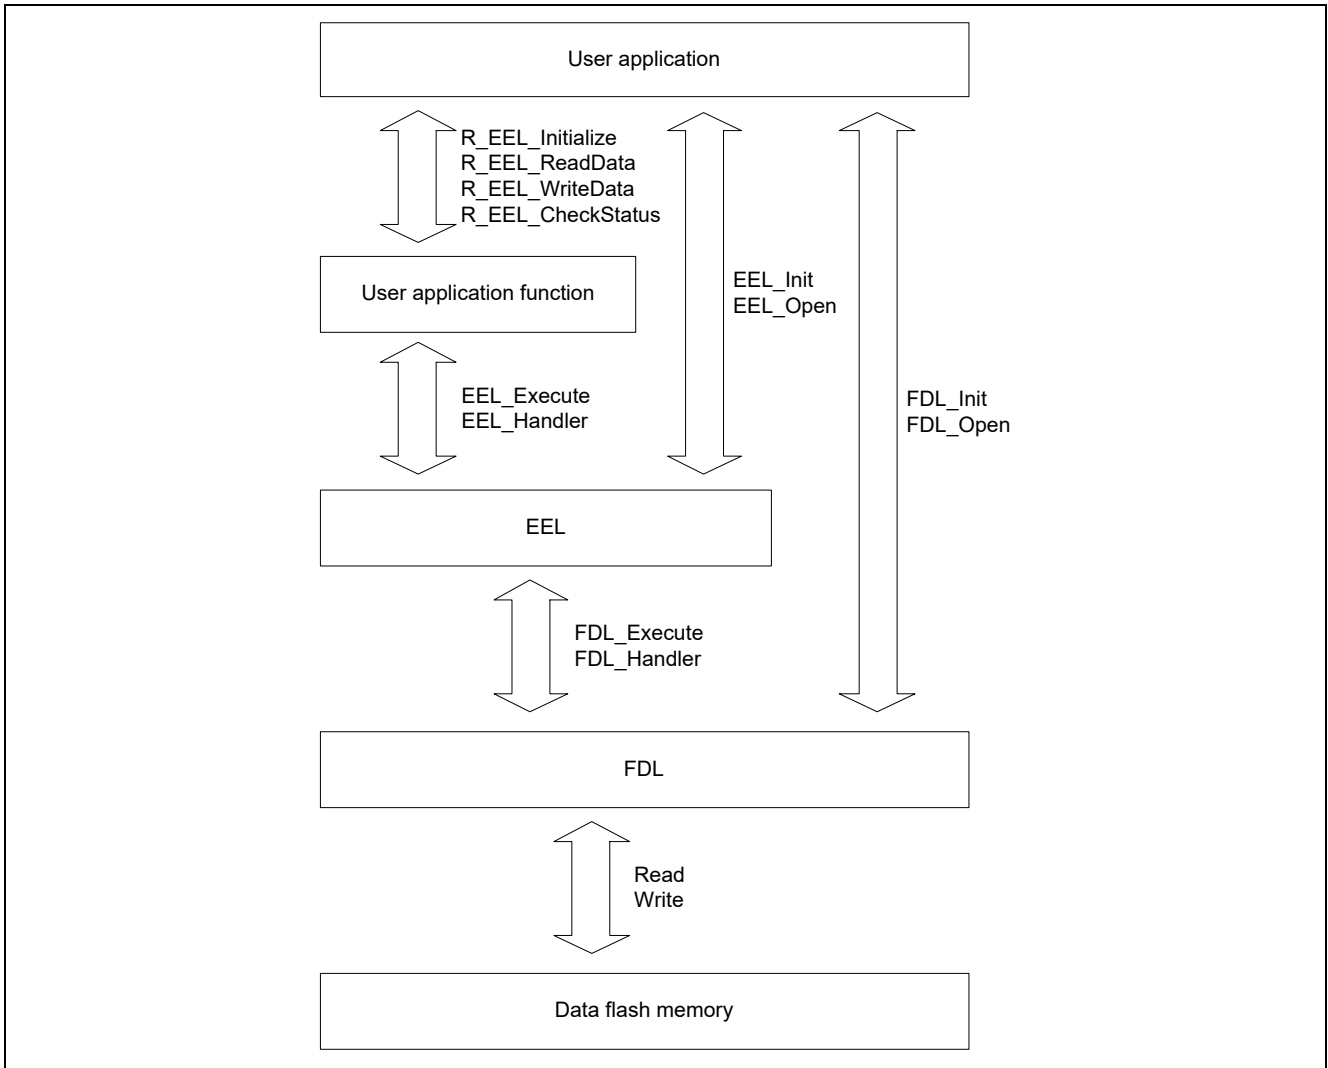 User application
R_EEL_Initialize
R_EEL_ReadData
R_EEL_WriteData
R_EEL_CheckStatus
EEL_Init
EEL_Open
User application function
EEL_Execute
EEL_Handler
FDL_Init
FDL_Open
EEL
FDL_Execute
FDL_Handler
FDL
Read
Write
Data flash memory